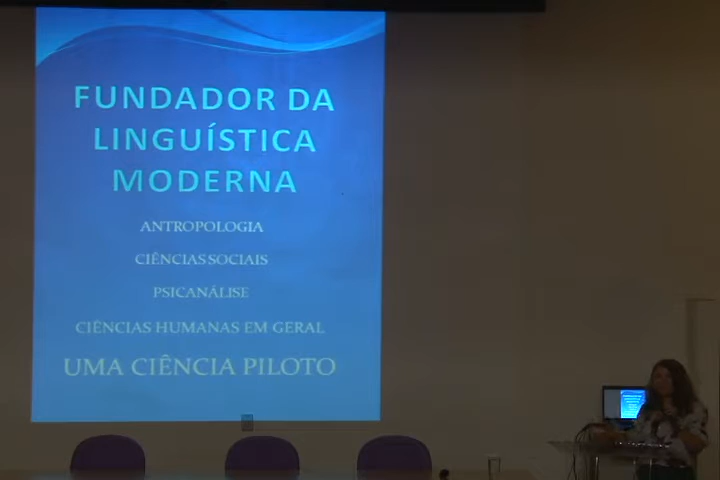 FUNDADOR DA
LINGUÍSTICA
MODERNA
ANTROPOLOGIA
CIÊNCIAS SOCIAIS
PSICANÁLISE
CIÊNCIAS HUMANAS EM GERAL
UMA CIÊNCIA PILOTO